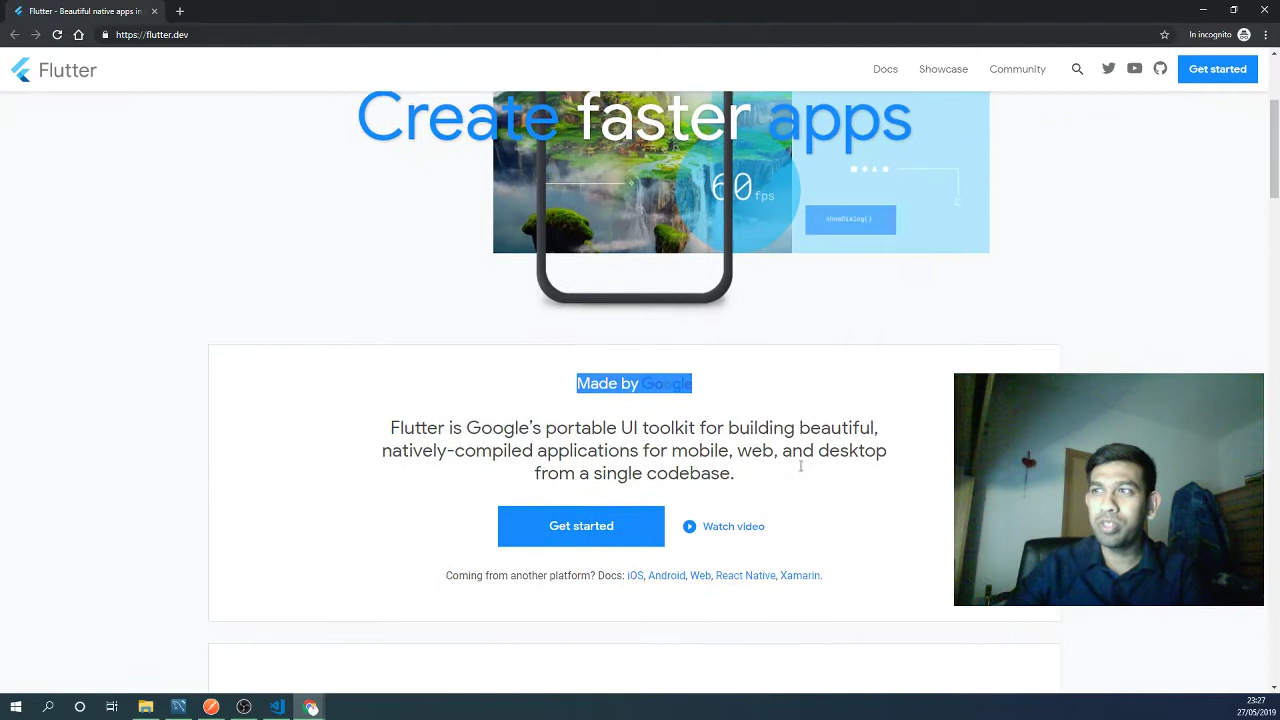 Flutter - Beautiful native apps in
https://flutter.dev
In incognito
Flutter
Docs
Showcase
Community
Get started
Create faster apps
60 fps
showDialog()
Made by Google
Flutter is Google's portable UI toolkit for building beautiful,
natively-compiled applications for mobile, web, and desktop
from a single codebase.
Get started
Watch video
Coming from another platform? Docs: iOS, Android, Web, React Native, Xamarin.
23:27
27/05/2019